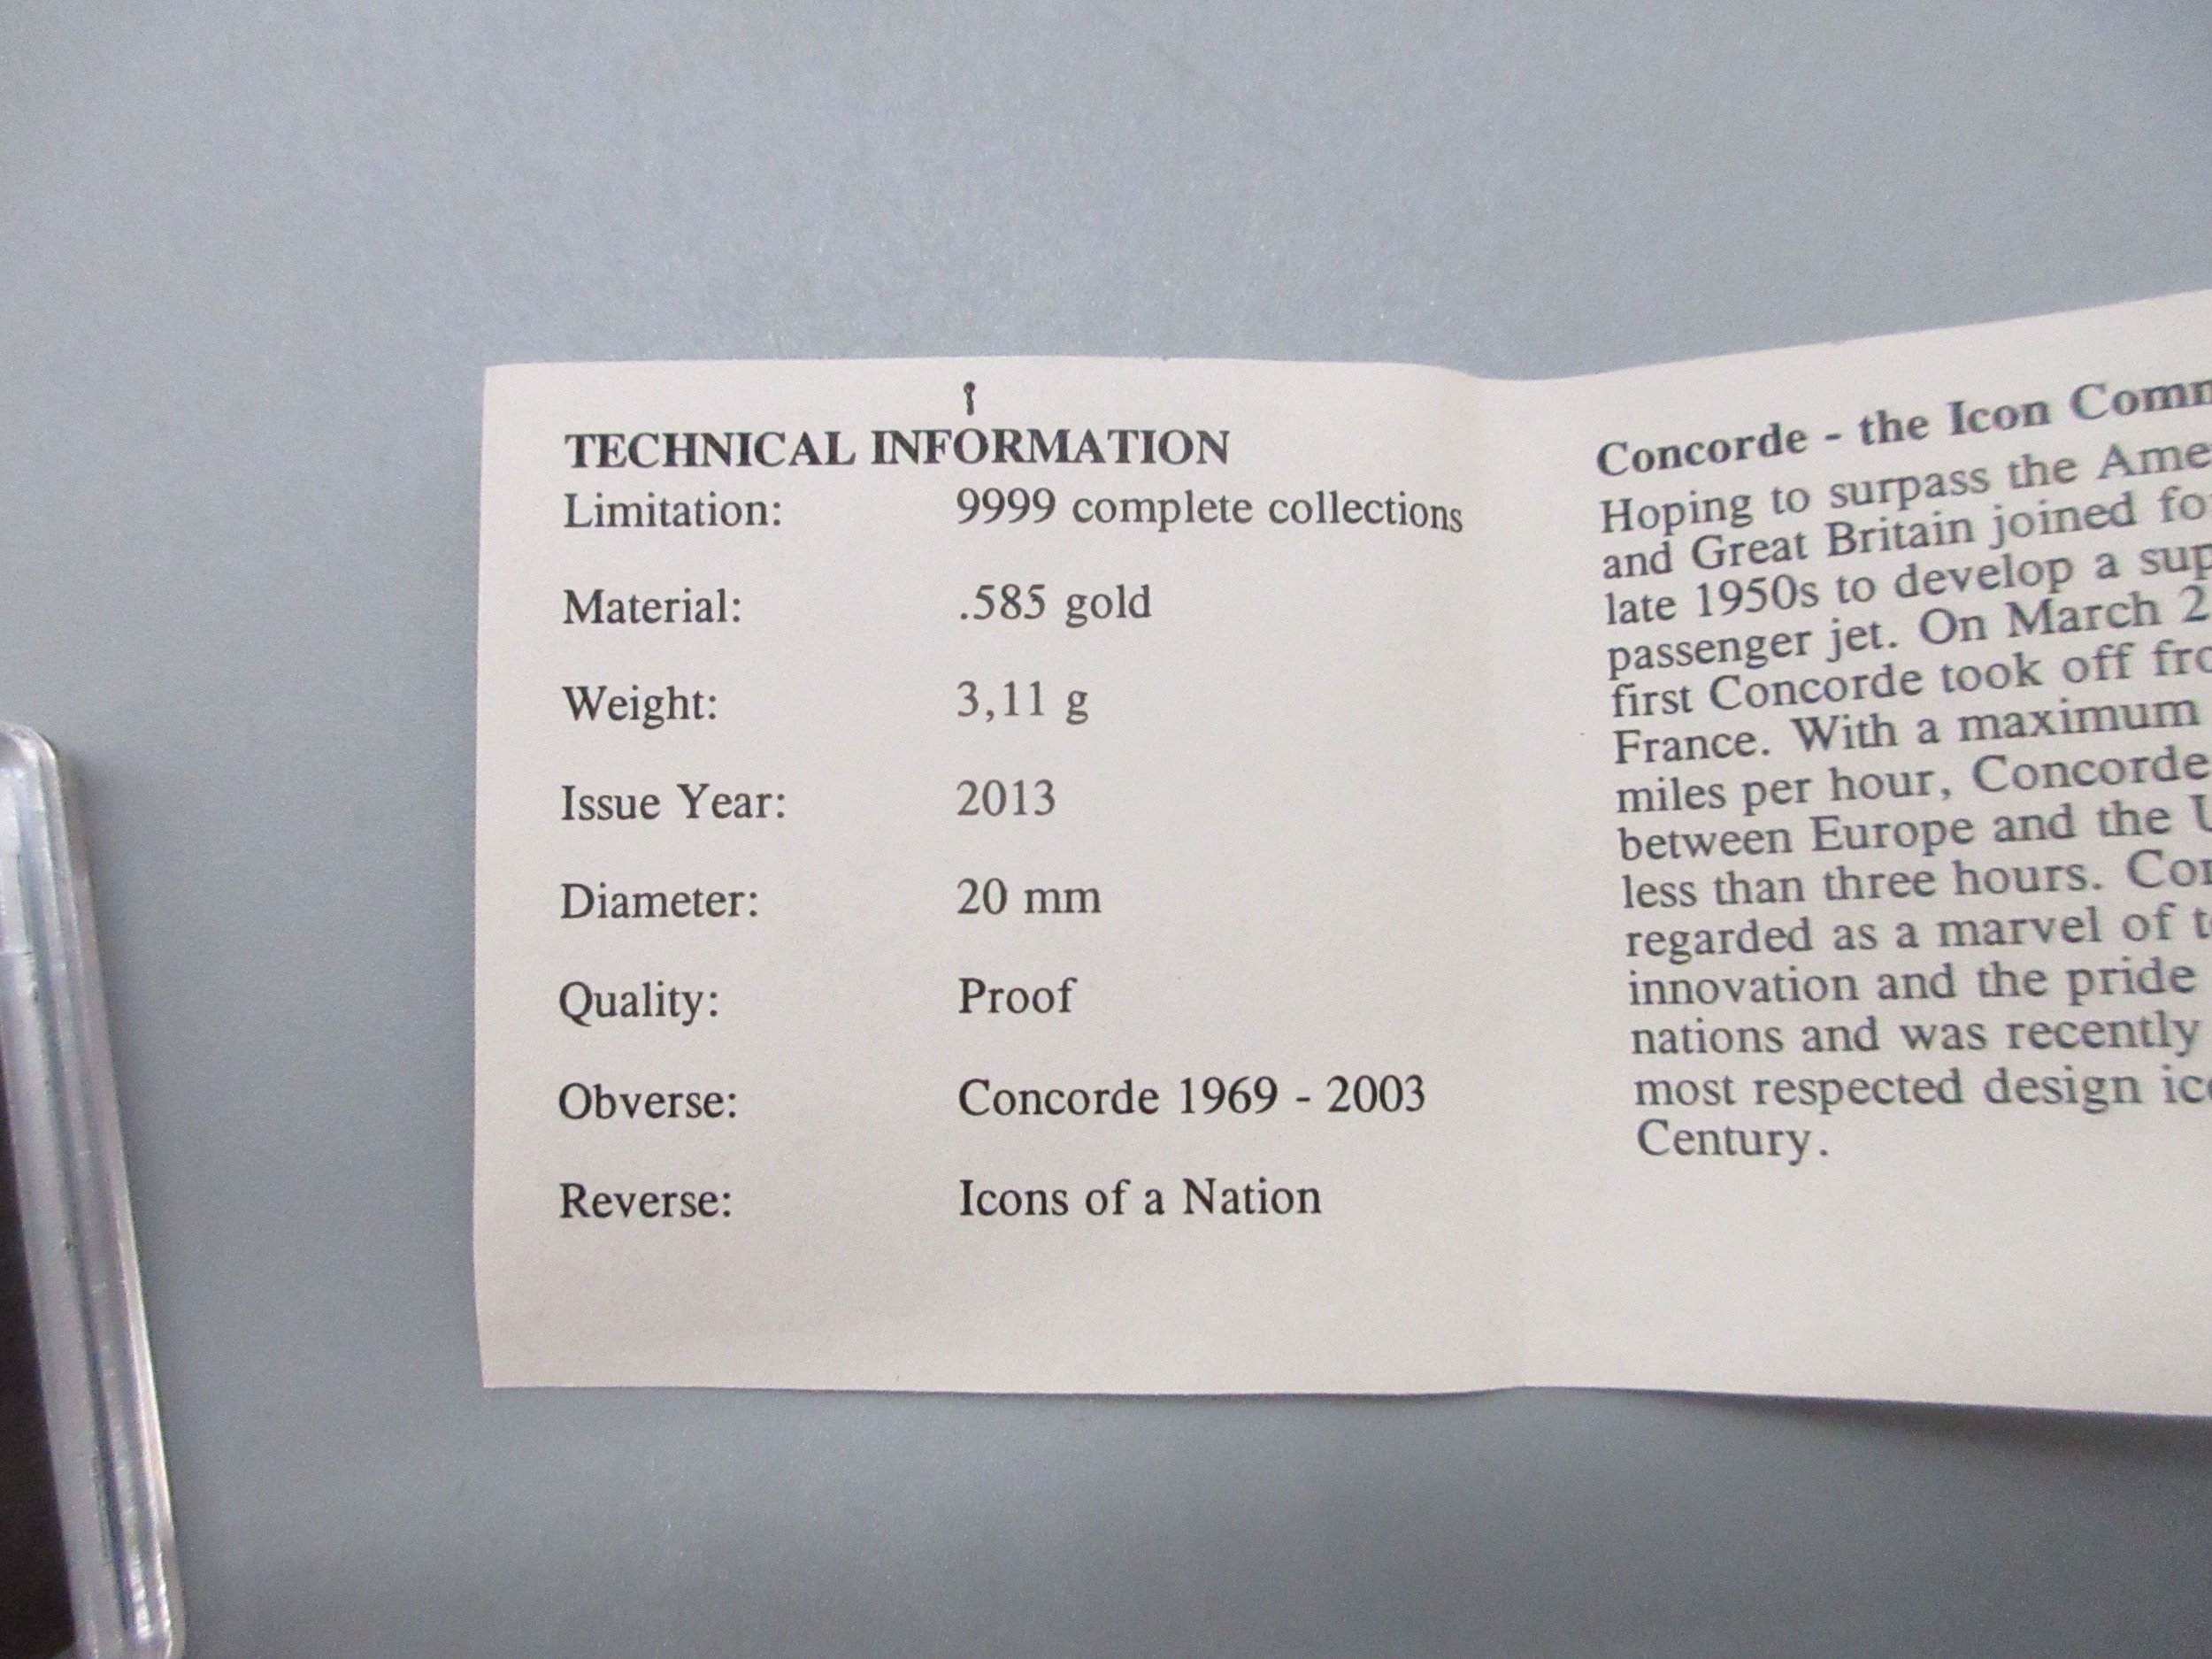 TECHNICAL INFORMATION
Limitation: 9999 complete collections
Material: .585 gold
Weight: 3,11 g
Issue Year: 2013
Diameter: 20 mm
Quality: Proof
Obverse: Concorde 1969 - 2003
Reverse: Icons of a Nation
Concorde - the Icon
Hoping to surpass the
and Great Britain joined
late 1950s to develop a
passenger jet. On March
first Concorde took off
France. With a maximum
miles per hour, Concorde
between Europe and the
less than three hours.
regarded as a marvel of
innovation and the pride
nations and was recently
most respected design
Century.